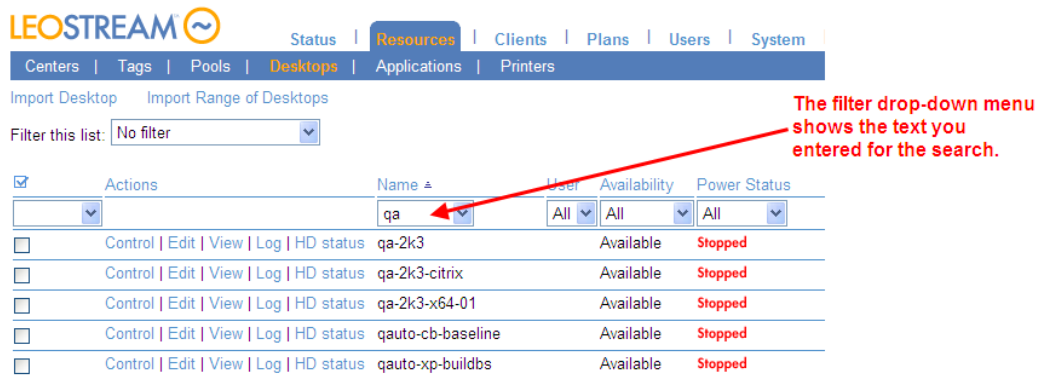 LEOSTREAM
Status | Resources | Clients | Plans | Users | System
Centers | Tags | Pools | Desktops | Applications | Printers
Import Desktop Import Range of Desktops
The filter drop-down menu
shows the text you
entered for the search.
Filter this list: No filter
Actions Name User Availability Power Status
qa All All All
Control | Edit | View | Log | HD status qa-2k3 Available Stopped
Control | Edit | View | Log | HD status qa-2k3-citrix Available Stopped
Control | Edit | View | Log | HD status qa-2k3-x64-01 Available Stopped
Control | Edit | View | Log | HD status qauto-cb-baseline Available Stopped
Control | Edit | View | Log | HD status qauto-xp-buildbs Available Stopped